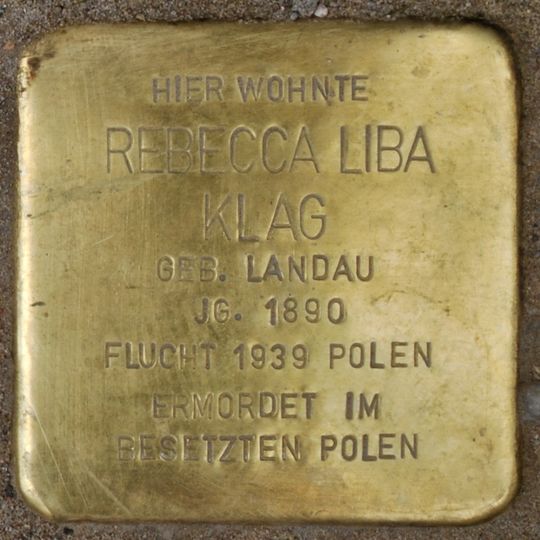 HIER WOHNTE
REBECCA LIBA
KLAG
GEB. LANDAU
JG. 1890
FLUCHT 1939 POLEN
ERMORDET IM
BESETZTEN POLEN